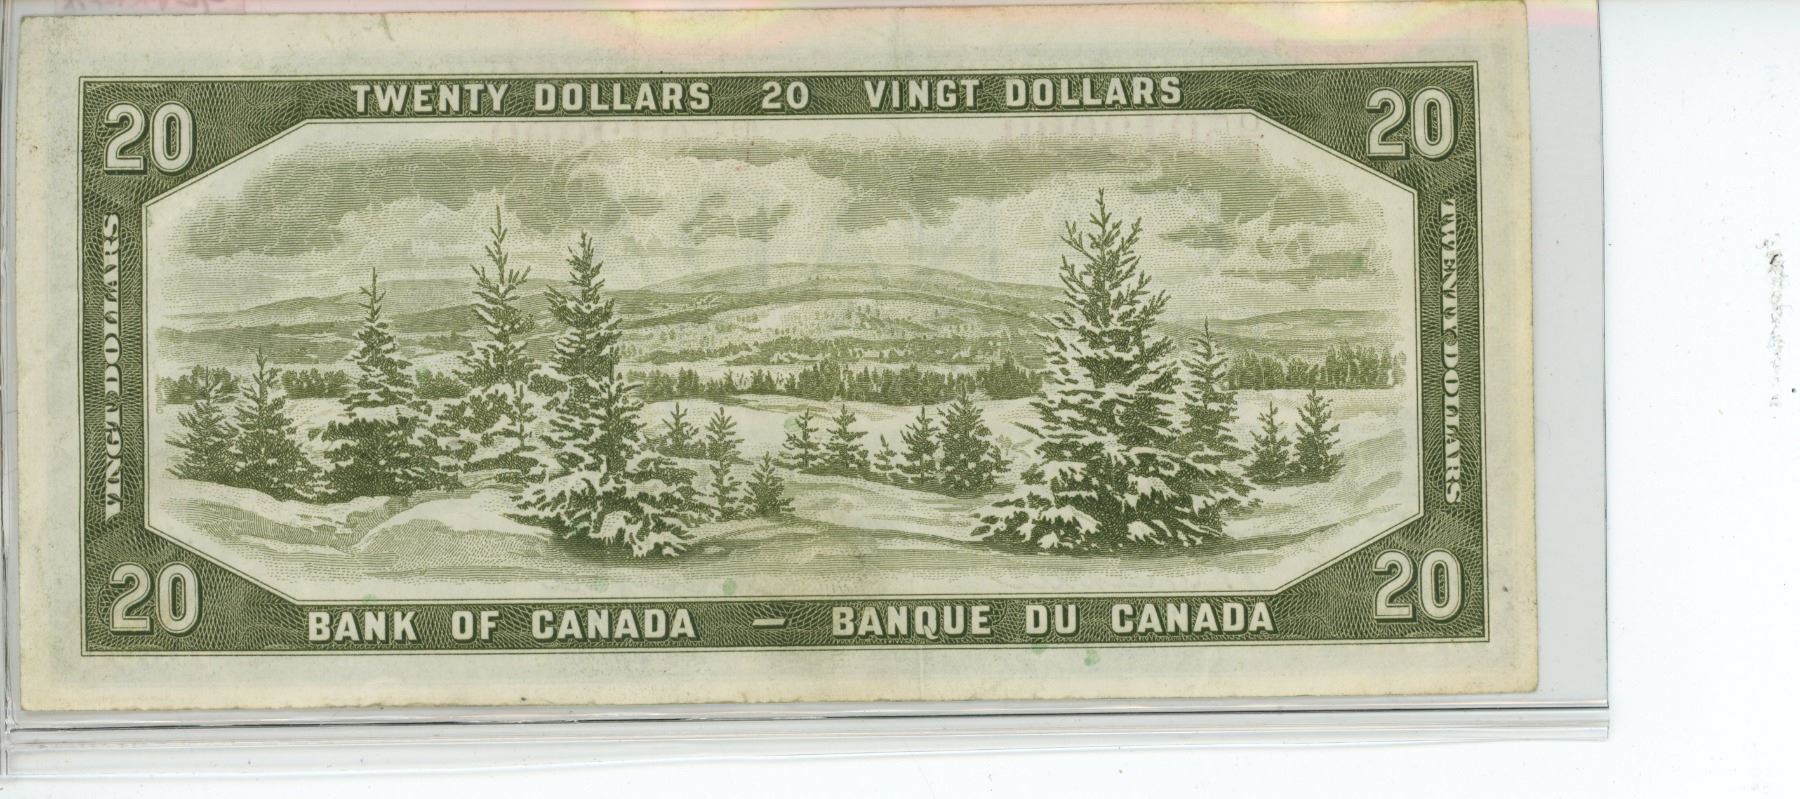 TWENTY DOLLARS 20 VINGT DOLLARS
20
20
VINGT DOLLARS
TWENTY DOLLARS
20
20
BANK OF CANADA – BANQUE DU CANADA